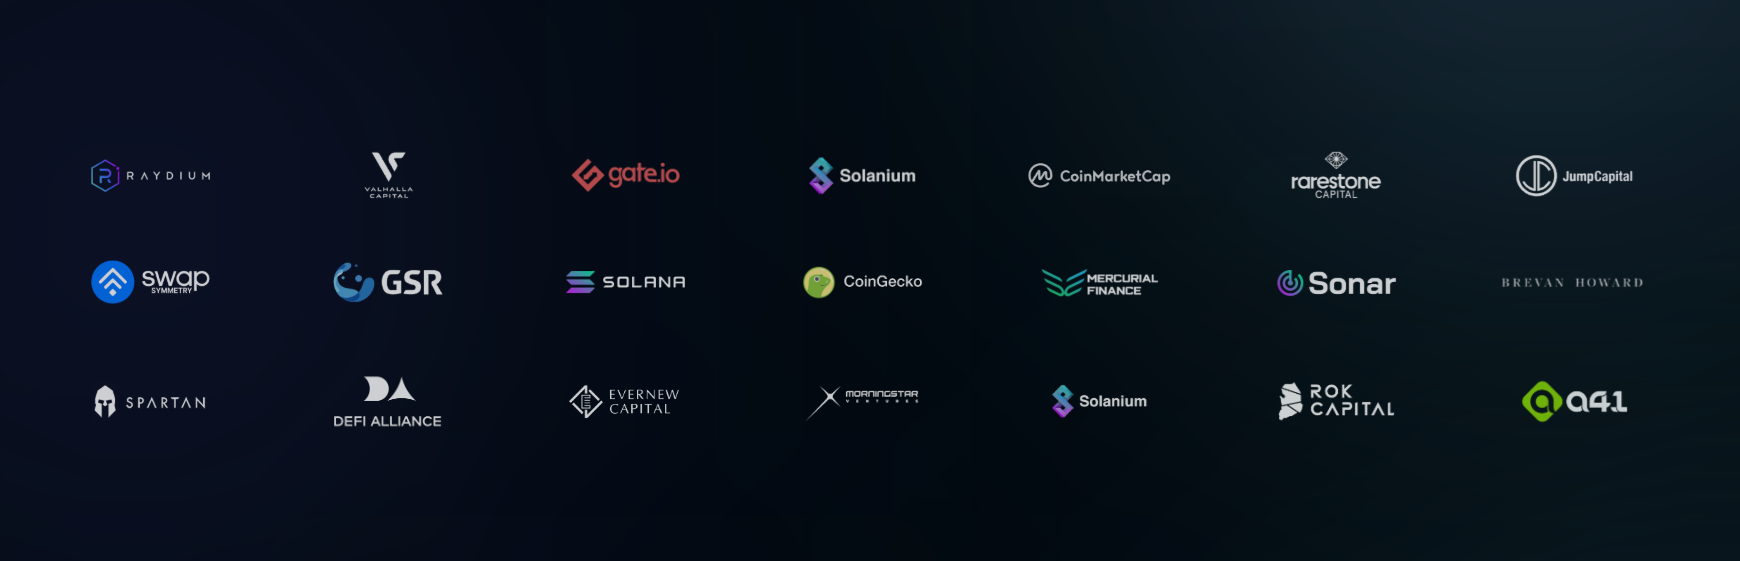 RAYDIUM
VALHALLA
CAPITAL
gate.io
Solanium
CoinMarketCap
rarestone
CAPITAL
JumpCapital
swap
SYMMETRY
GSR
SOLANA
CoinGecko
MERCURIAL
FINANCE
Sonar
BREVAN HOWARD
SPARTAN
DEFI ALLIANCE
EVERNEW
CAPITAL
MORNINGSTAR
VENTURES
Solanium
ROK
CAPITAL
a41